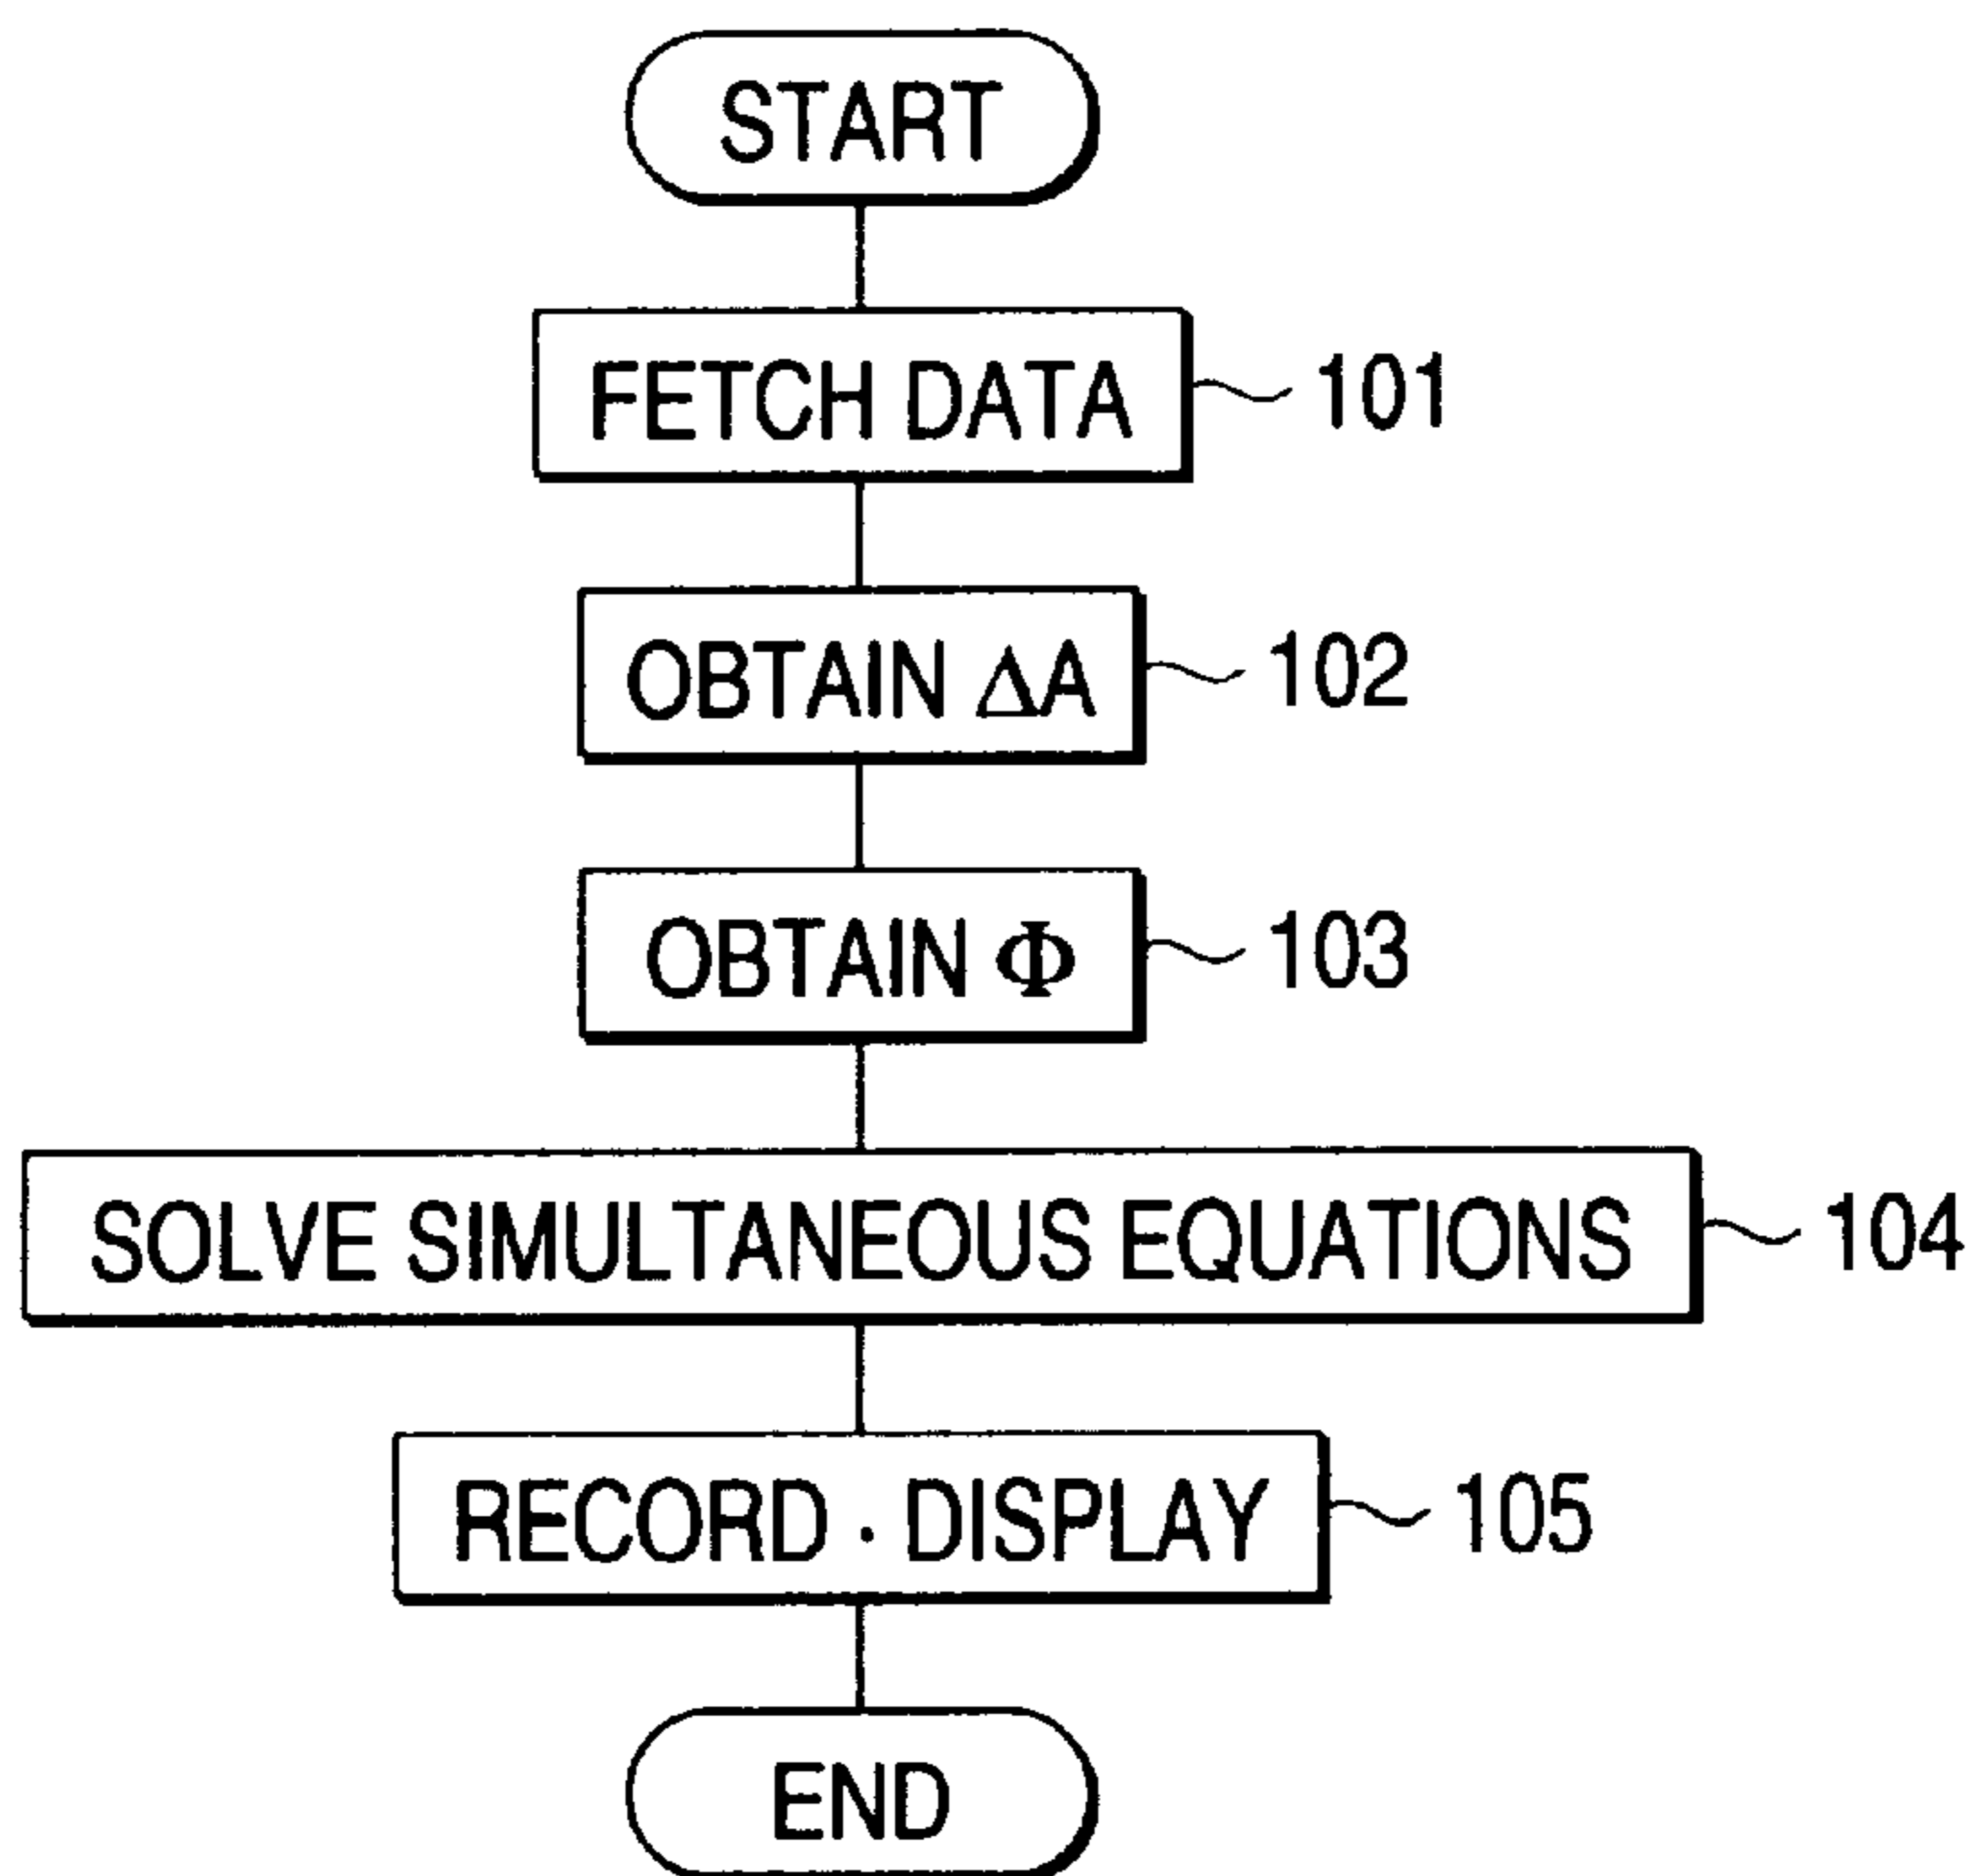 START
FETCH DATA 101
OBTAIN ΔA 102
OBTAIN Φ 103
SOLVE SIMULTANEOUS EQUATIONS 104
RECORD · DISPLAY 105
END